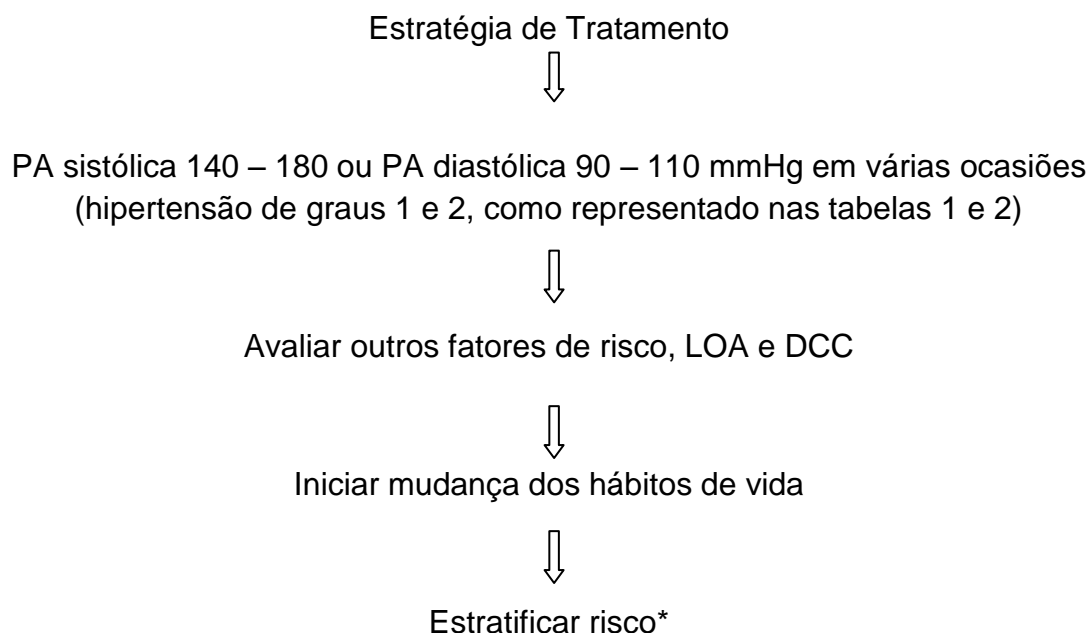 Estratégia de Tratamento
PA sistólica 140 – 180 ou PA diastólica 90 – 110 mmHg em várias ocasiões
(hipertensão de graus 1 e 2, como representado nas tabelas 1 e 2)
Avaliar outros fatores de risco, LOA e DCC
Iniciar mudança dos hábitos de vida
Estratificar risco*